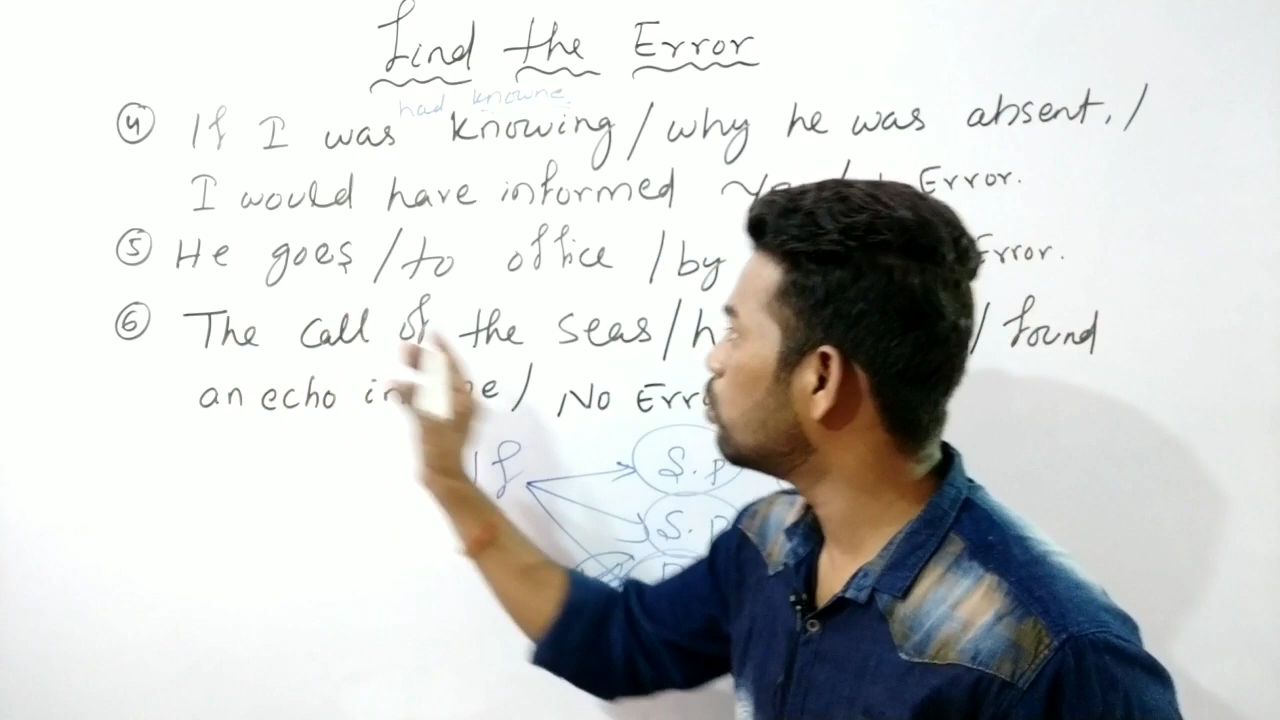 Find the Error
had knowne
④ If I was knowing / why he was absent. /
I would have informed Error.
⑤ He goes / to office / by Error.
⑥ The call of the seas / h / found
an echo in / No Erro
If S.P
S.P